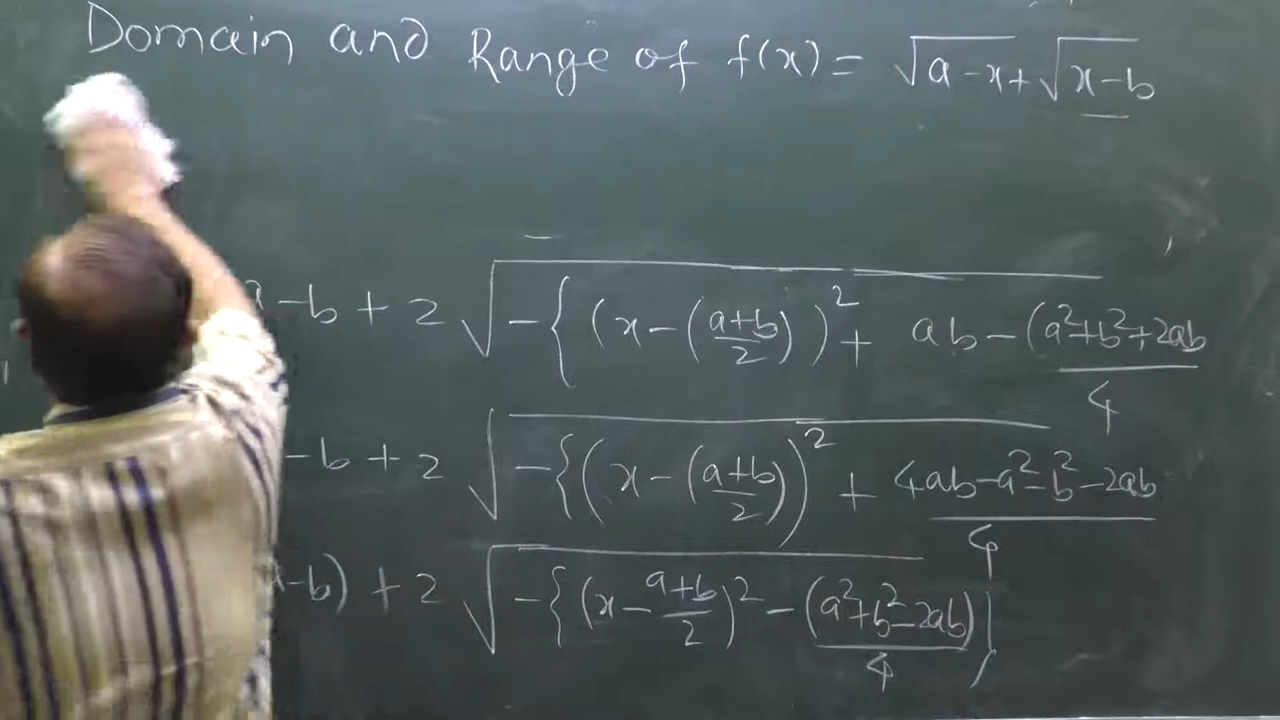 Domain and Range of f(x) = √(a-x) + √(x-b)
a-b+2 √(-{(x-((a+b)/2))² + ab-(a²+b²+2ab)/4
-b+2 √(-{(x-((a+b)/2))² + (4ab-a²-b²-2ab)/4
a-b)+2 √(-{(x-(a+b)/2)² - (a²+b²-2ab)/4}